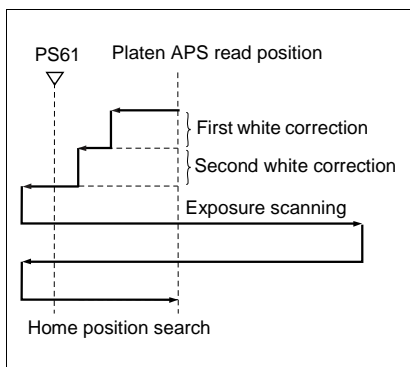 PS61 Platen APS read position
First white correction
Second white correction
Exposure scanning
Home position search